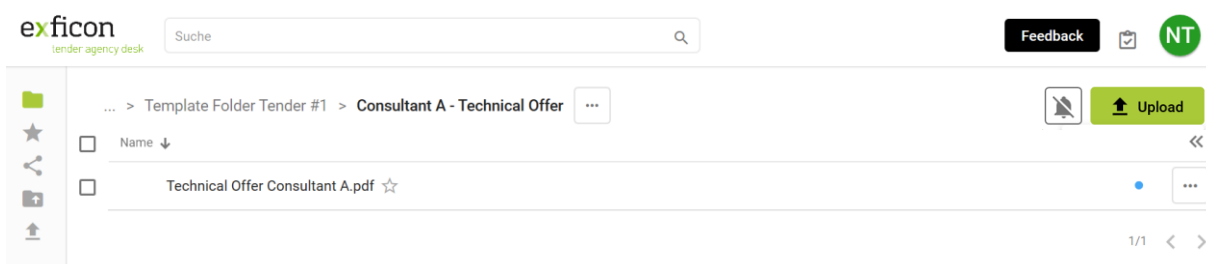 exficon
tender agency desk
Suche
Feedback
NT
... > Template Folder Tender #1 > Consultant A - Technical Offer ...
Upload
Name
Technical Offer Consultant A.pdf
...
1/1